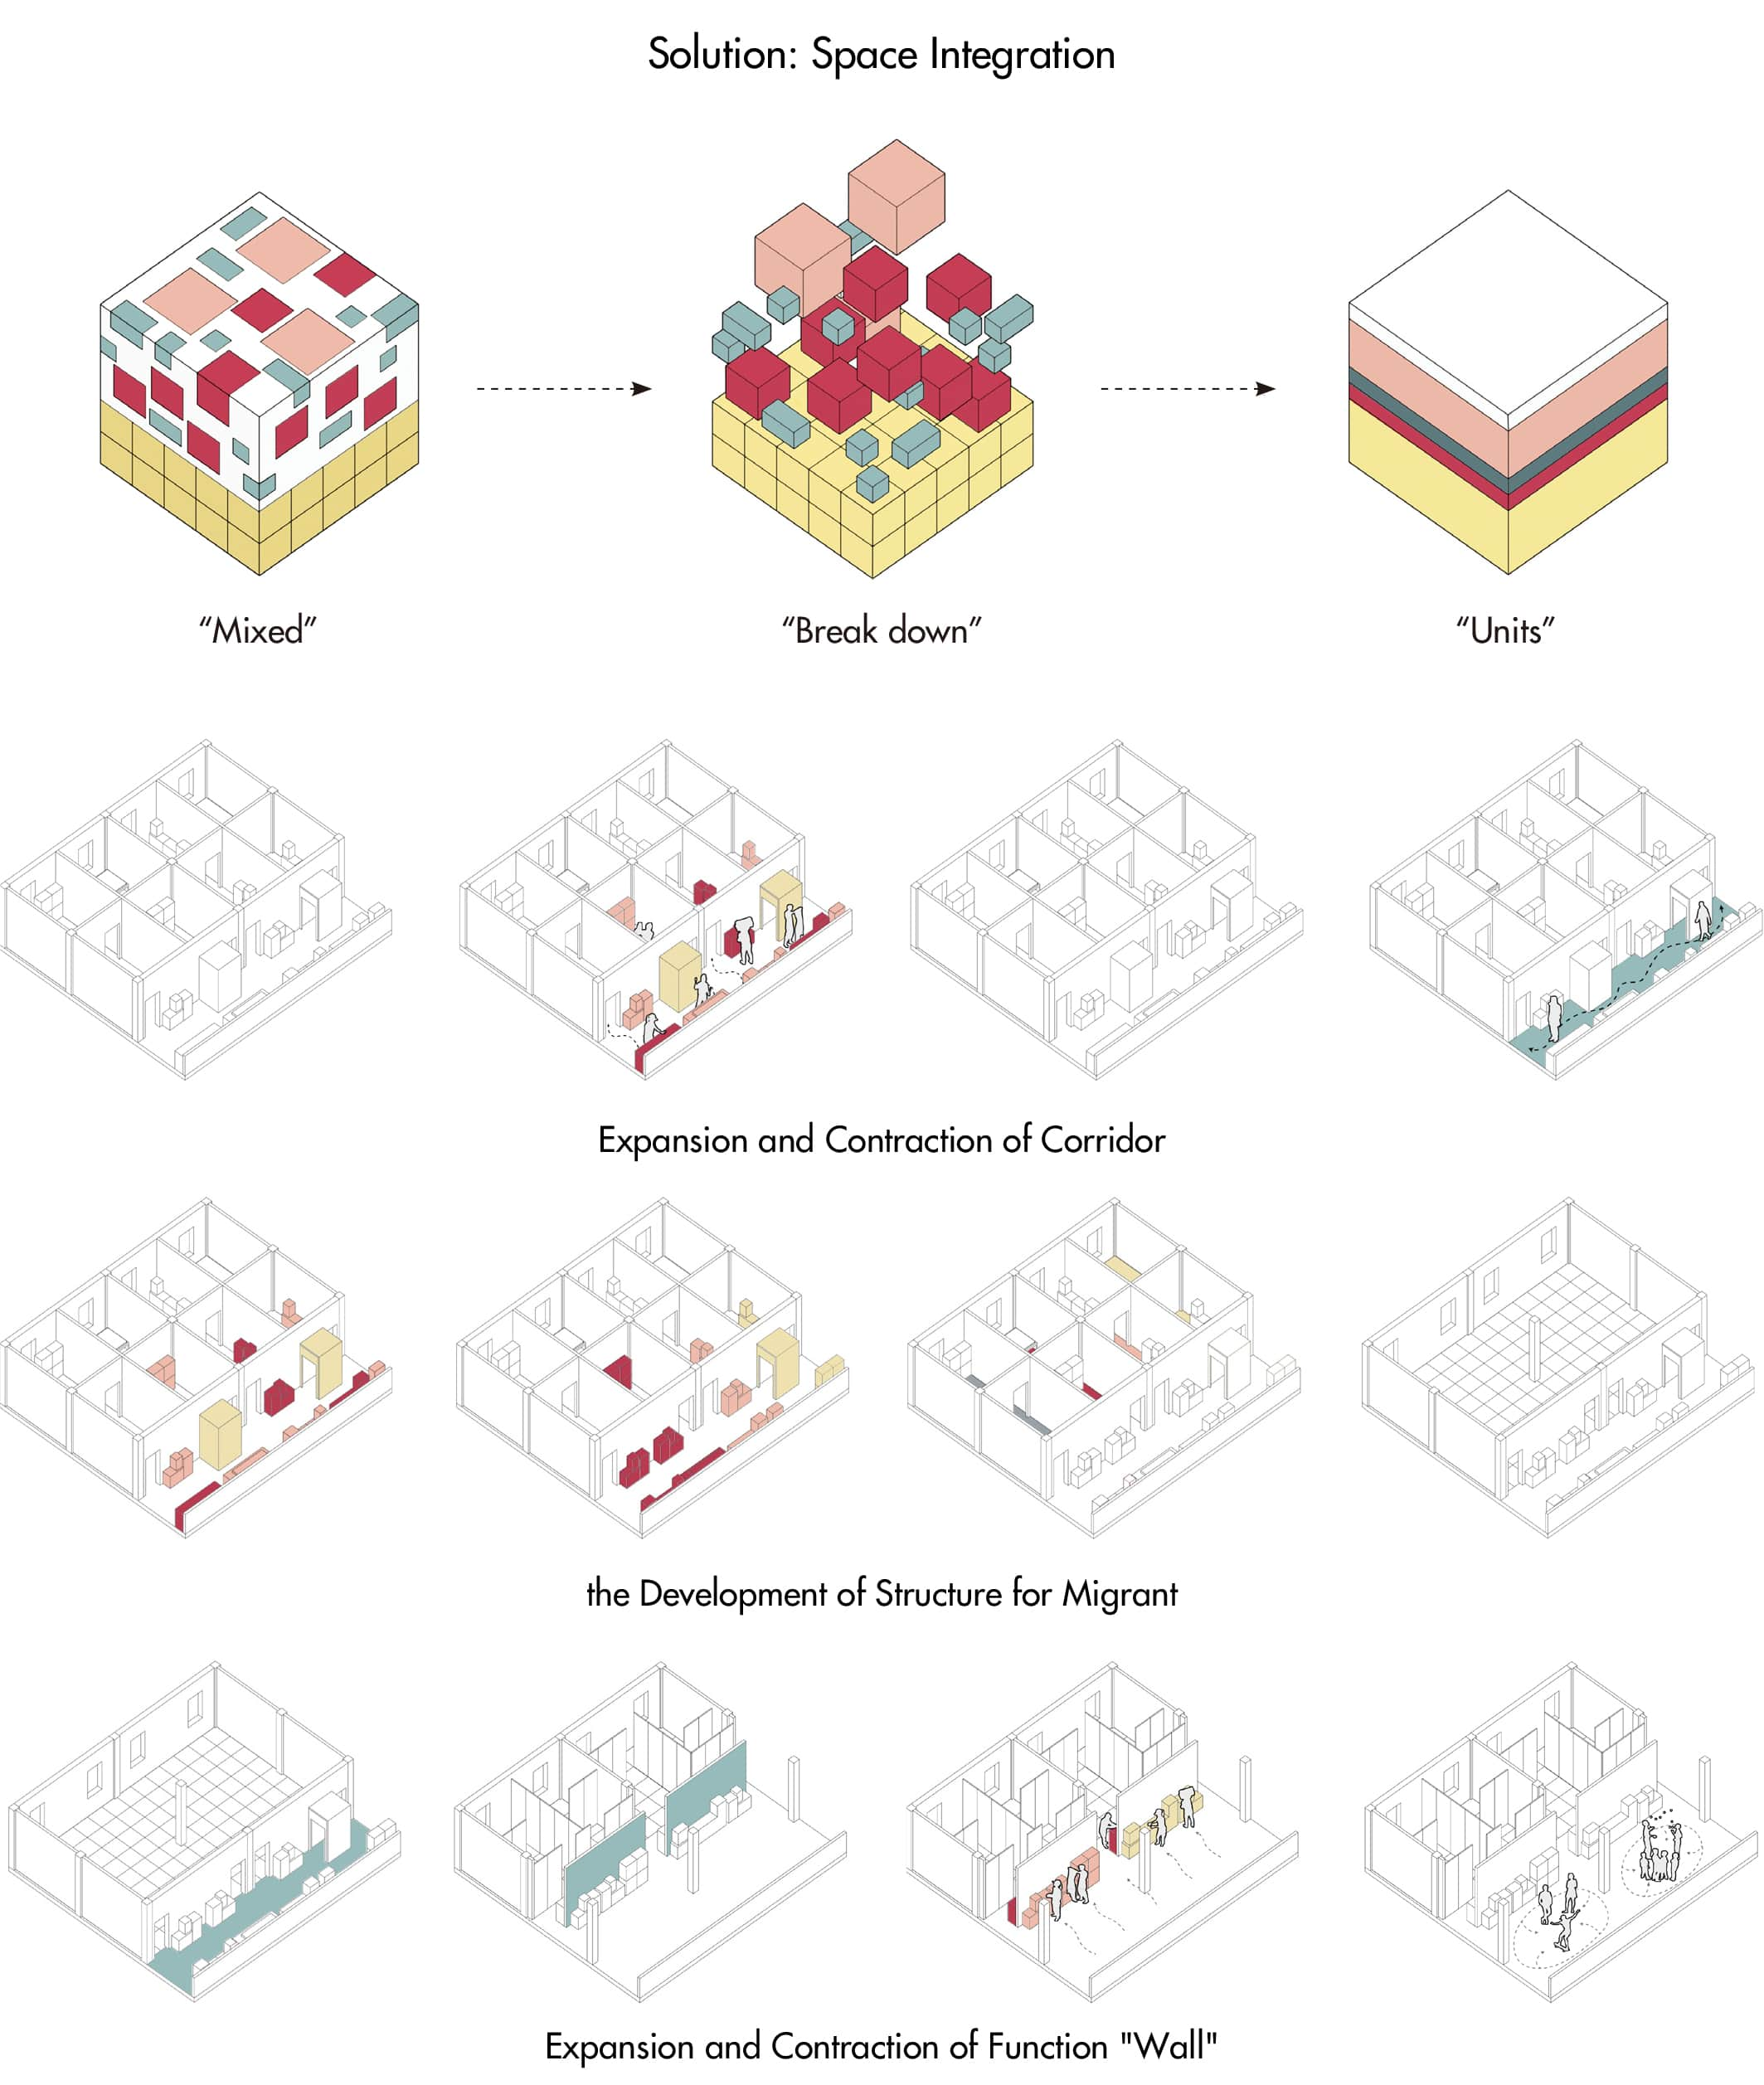 Solution: Space Integration
“Mixed”
“Break down”
“Units”
Expansion and Contraction of Corridor
the Development of Structure for Migrant
Expansion and Contraction of Function "Wall"